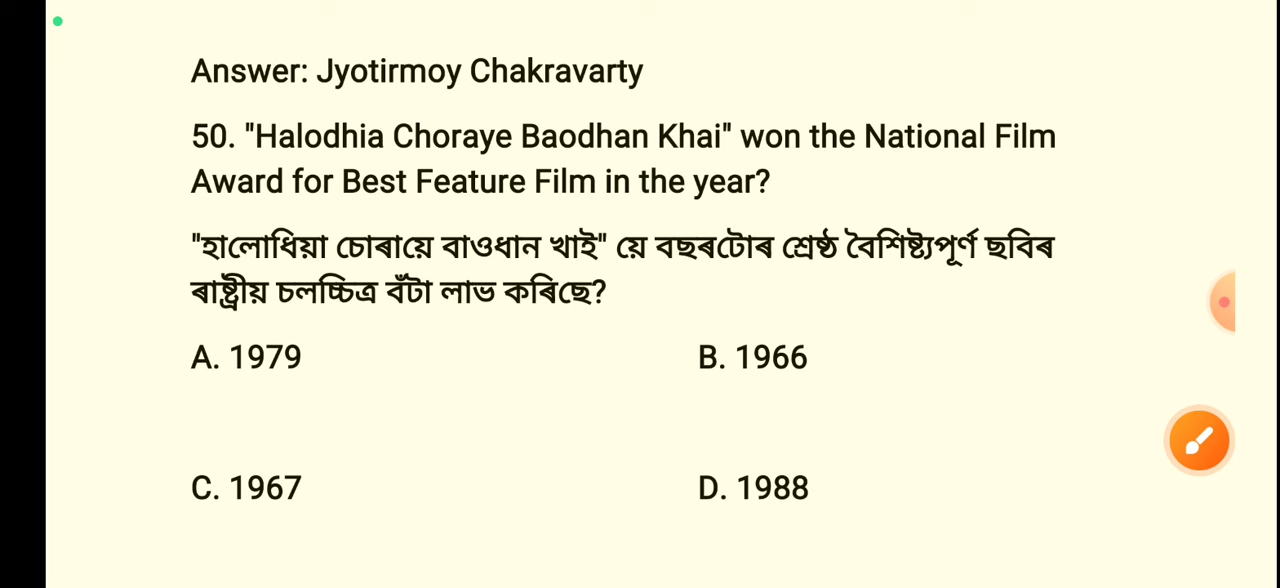 Answer: Jyotirmoy Chakravarty
50. "Halodhia Choraye Baodhan Khai" won the National Film
Award for Best Feature Film in the year?
"হালোধিয়া চোৰায়ে বাওধান খাই" য়ে বছৰটোৰ শ্ৰেষ্ঠ বৈশিষ্ট্যপূৰ্ণ ছবিৰ
ৰাষ্ট্ৰীয় চলচ্চিত্ৰ বঁটা লাভ কৰিছে?
A. 1979 B. 1966
C. 1967 D. 1988